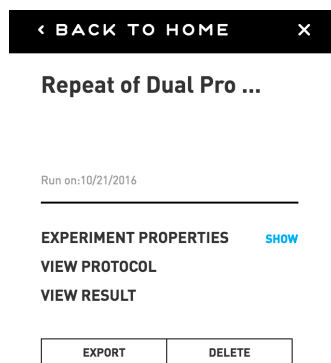 < BACK TO HOME ×
Repeat of Dual Pro ...
Run on:10/21/2016
EXPERIMENT PROPERTIES SHOW
VIEW PROTOCOL
VIEW RESULT
EXPORT DELETE